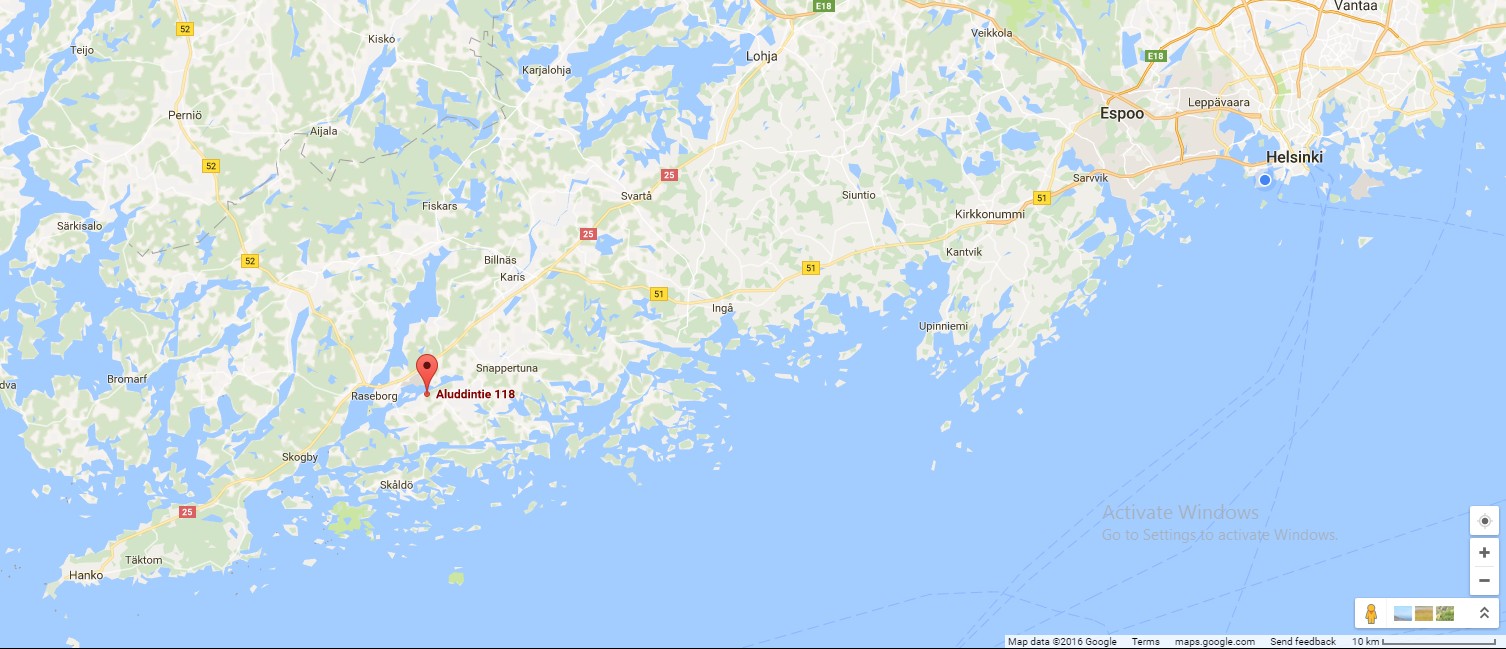 E18
Vantaa
52
Kisko
Veikkola
Teijo
Lohja
E18
Karjalohja
Leppävaara
Perniö
Espoo
Aijala
Helsinki
52
25
Sarvvik
Svartå
Siuntio
51
Fiskars
Kirkkonummi
Särkisalo
25
Kantvik
52
Billnäs
51
Karis
51
Ingå
Upinniemi
Snappertuna
Bromarf
dva
Raseborg
Aluddintie 118
Skogby
Skåldö
25
Activate Windows
Go to Settings to activate Windows.
Täktom
Hanko
Map data ©2016 Google Terms maps.google.com Send feedback 10 km